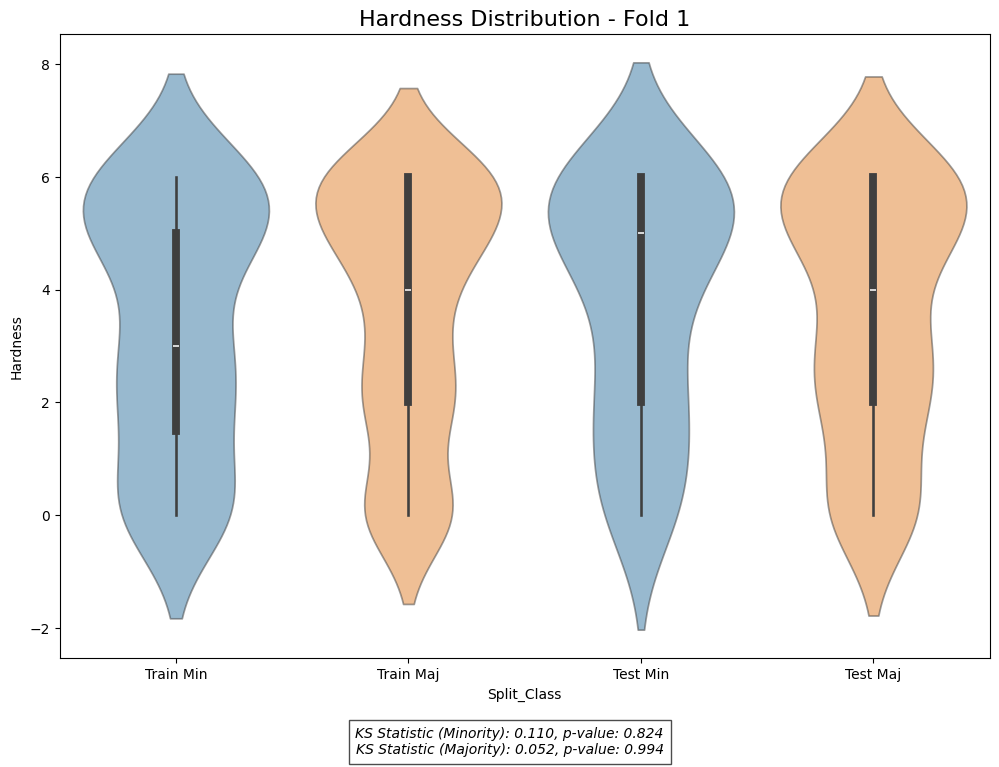 Hardness Distribution - Fold 1
8
6
4
2
0
−2
Hardness
Train Min
Train Maj
Test Min
Test Maj
Split_Class
KS Statistic (Minority): 0.110, p-value: 0.824
KS Statistic (Majority): 0.052, p-value: 0.994